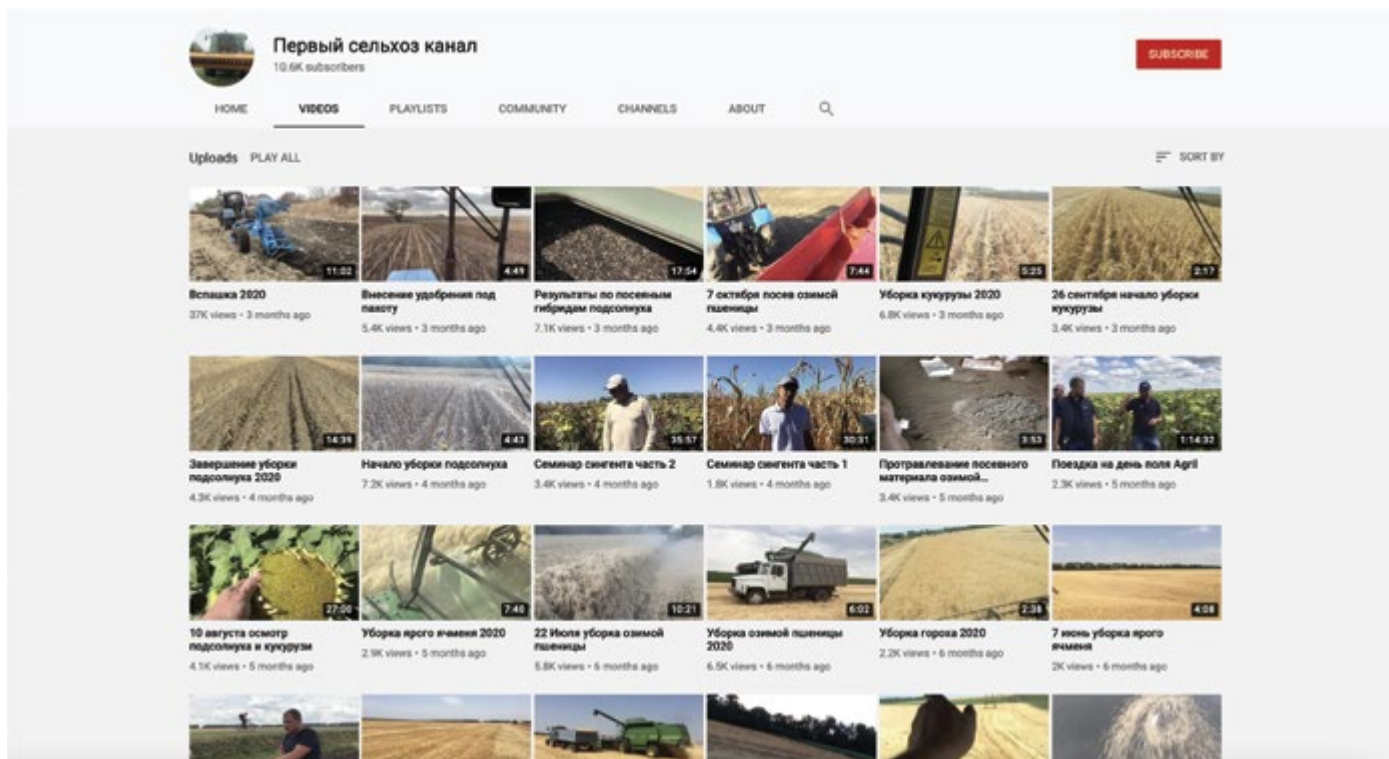 Первый сельхоз канал
10.6K subscribers
SUBSCRIBE
HOME VIDEOS PLAYLISTS COMMUNITY CHANNELS ABOUT
Uploads PLAY ALL
SORT BY
11:02
4:49
17:54
7:44
5:25
2:17
Вспашка 2020
37K views • 3 months ago
Внесение удобрения под
пахоту
5.4K views • 3 months ago
Результаты по посеяным
гибридам подсолнуха
7.1K views • 3 months ago
7 октября посев озимой
пшеницы
4.4K views • 3 months ago
Уборка кукурузы 2020
6.8K views • 3 months ago
26 сентября начало уборки
кукурузы
3.4K views • 3 months ago
14:39
4:43
35:57
30:31
3:53
1:14:32
Завершение уборки
подсолнуха 2020
4.3K views • 4 months ago
Начало уборки подсолнуха
7.2K views • 4 months ago
Семинар сингента часть 2
3.4K views • 4 months ago
Семинар сингента часть 1
1.8K views • 4 months ago
Протравлевание посевного
материала озимой...
3.4K views • 5 months ago
Поездка на день поля Agril
2.3K views • 5 months ago
27:00
7:40
10:21
6:02
2:38
4:08
10 августа осмотр
подсолнуха и кукурузи
4.1K views • 5 months ago
Уборка ярого ячменя 2020
2.9K views • 5 months ago
22 Июля уборка озимой
пшеницы
5.8K views • 6 months ago
Уборка озимой пшеницы
2020
6.5K views • 6 months ago
Уборка гороха 2020
2.2K views • 6 months ago
7 июнь уборка ярого
ячменя
2K views • 6 months ago